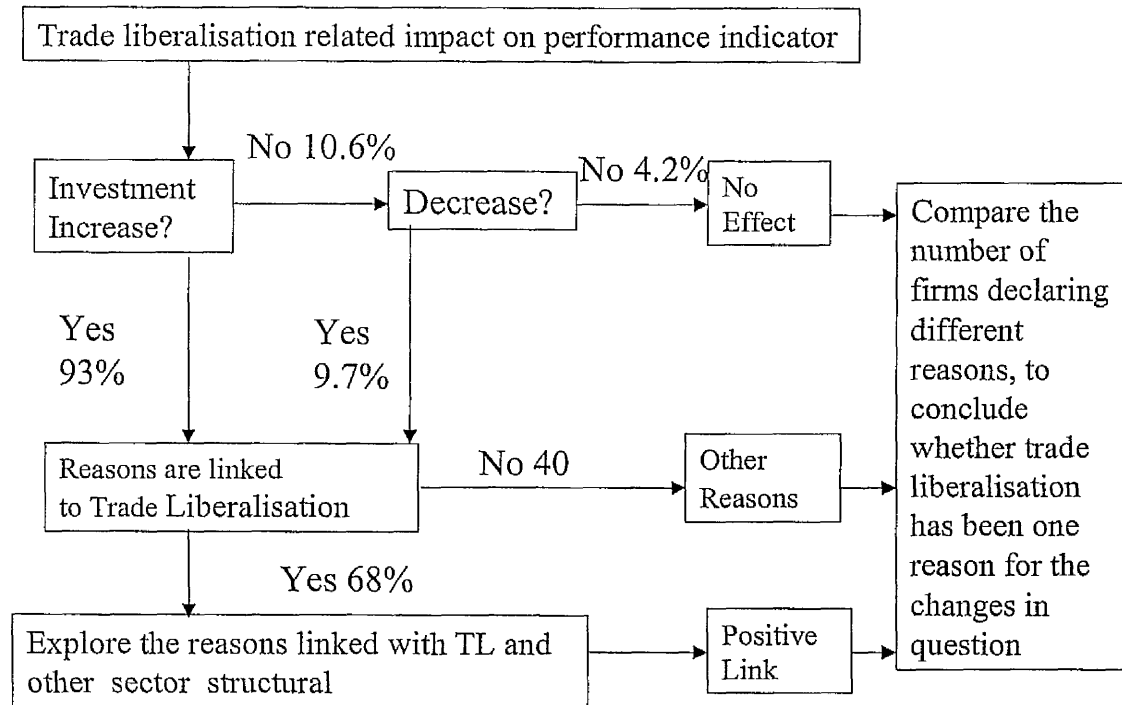 Trade liberalisation related impact on performance indicator
No 10.6%
No 4.2%
Investment
Increase?
Decrease?
No
Effect
Yes
93%
Yes
9.7%
Reasons are linked
to Trade Liberalisation
No 40
Other
Reasons
Yes 68%
Explore the reasons linked with TL and
other sector structural
Positive
Link
Compare the
number of
firms declaring
different
reasons, to
conclude
whether trade
liberalisation
has been one
reason for the
changes in
question